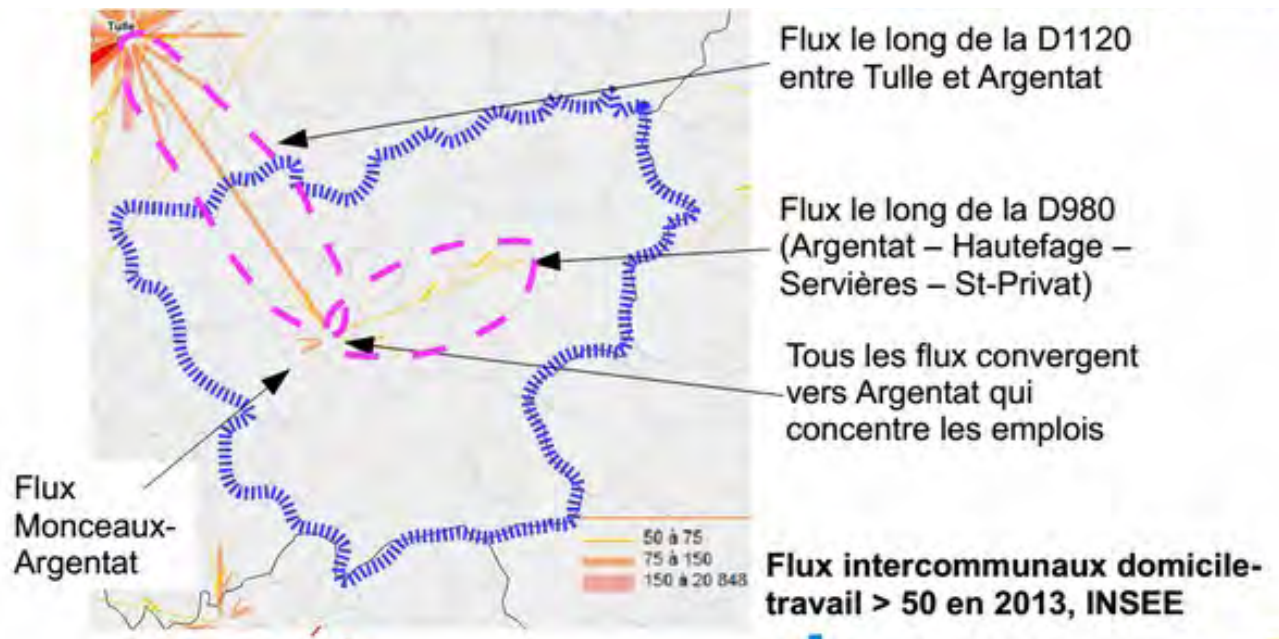 Tulle
Flux le long de la D1120
entre Tulle et Argentat
Flux le long de la D980
(Argentat – Hautefage –
Servières – St-Privat)
Tous les flux convergent
vers Argentat qui
concentre les emplois
Flux
Monceaux-
Argentat
50 à 75
75 à 150
150 à 20 848
Flux intercommunaux domicile-
travail > 50 en 2013, INSEE